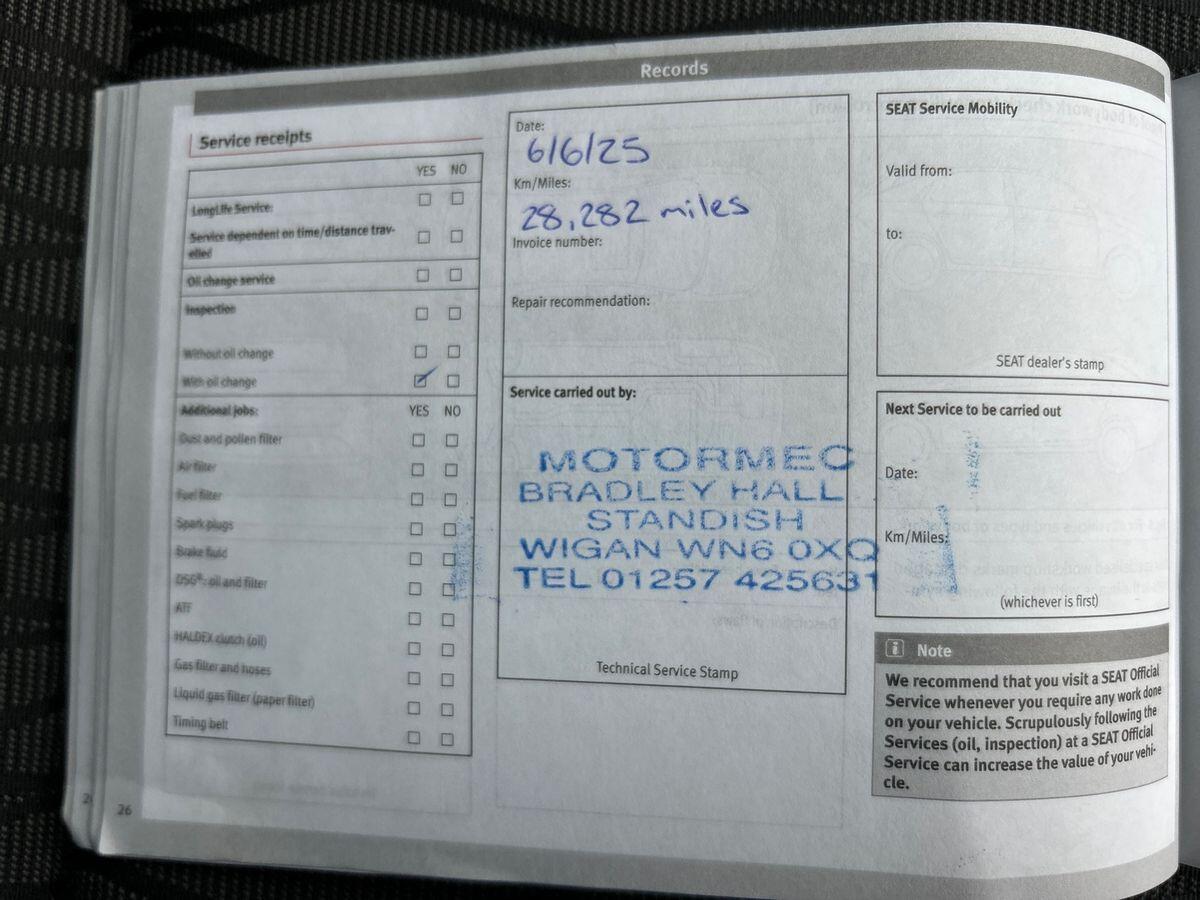 Records
Service receipts
YES NO
LongLife Service:
Service dependent on time/distance trav-
elled
Oil change service
Inspection
Without oil change
With oil change
Additional jobs: YES NO
Dust and pollen filter
Air filter
Fuel filter
Spark plugs
Brake fluid
DSG®: oil and filter
ATF
HALDEX clutch (oil)
Gas filter and hoses
Liquid gas filter (paper filter)
Timing belt
26
Date:
6/6/25
Km/Miles:
28,282 miles
Invoice number:
Repair recommendation:
Service carried out by:
MOTORMEC
BRADLEY HALL
STANDISH
WIGAN WN6 0XQ
TEL 01257 425631
Technical Service Stamp
SEAT Service Mobility
Valid from:
to:
SEAT dealer's stamp
Next Service to be carried out
Date:
Km/Miles:
(whichever is first)
Note
We recommend that you visit a SEAT Official
Service whenever you require any work done
on your vehicle. Scrupulously following the
Services (oil, inspection) at a SEAT Official
Service can increase the value of your vehi-
cle.